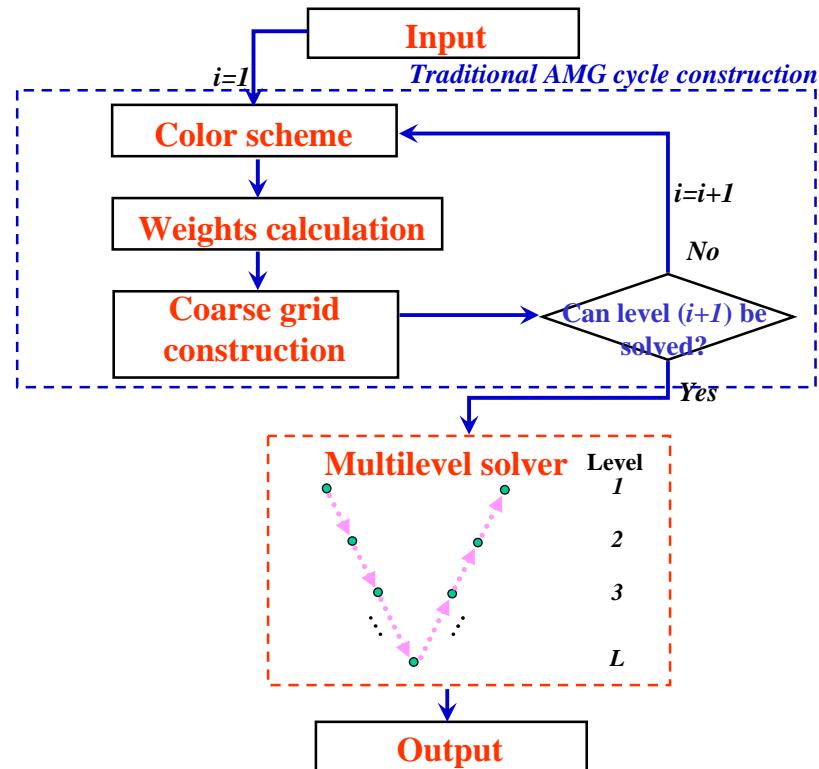 Input
i=1
Traditional AMG cycle construction
Color scheme
i=i+1
Weights calculation
No
Coarse grid
construction
Can level (i+1) be
solved?
Yes
Multilevel solver
Level
1
2
3
L
Output